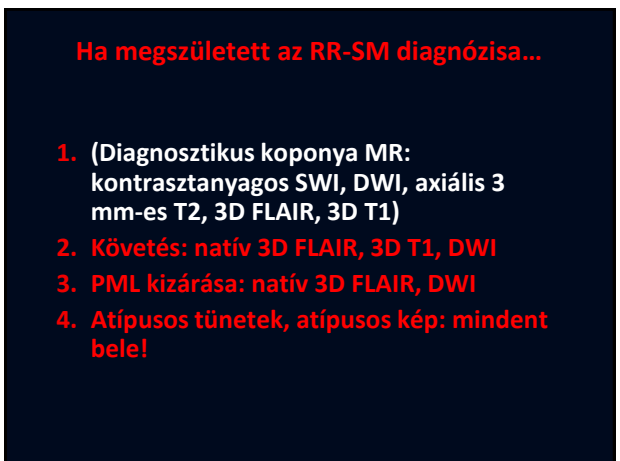 Ha megszületett az RR-SM diagnózisa…
1. (Diagnosztikus koponya MR:
kontrasztanyagos SWI, DWI, axiális 3
mm-es T2, 3D FLAIR, 3D T1)
2. Követés: natív 3D FLAIR, 3D T1, DWI
3. PML kizárása: natív 3D FLAIR, DWI
4. Atípusos tünetek, atípusos kép: mindent
bele!